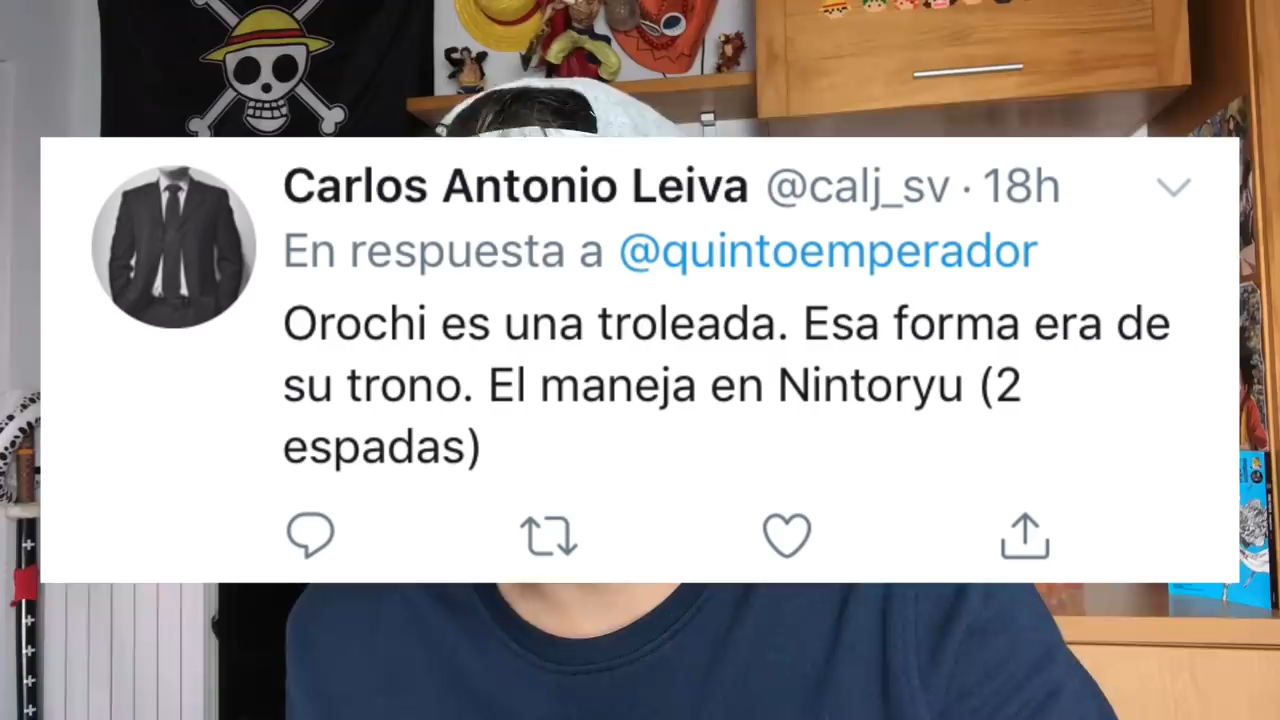 Carlos Antonio Leiva @calj_sv · 18h
En respuesta a @quintoemperador
Orochi es una troleada. Esa forma era de
su trono. El maneja en Nintoryu (2
espadas)